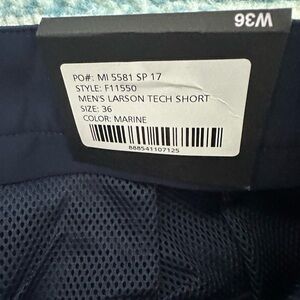 W36
PO#: MI 5581 SP 17
STYLE: F11550
MEN'S LARSON TECH SHORT
SIZE: 36
COLOR: MARINE
888541107125